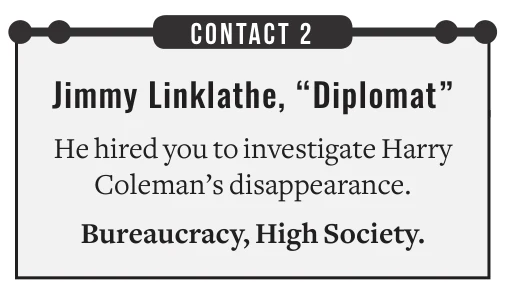 CONTACT 2
Jimmy Linklathe, “Diplomat”
He hired you to investigate Harry
Coleman’s disappearance.
Bureaucracy, High Society.